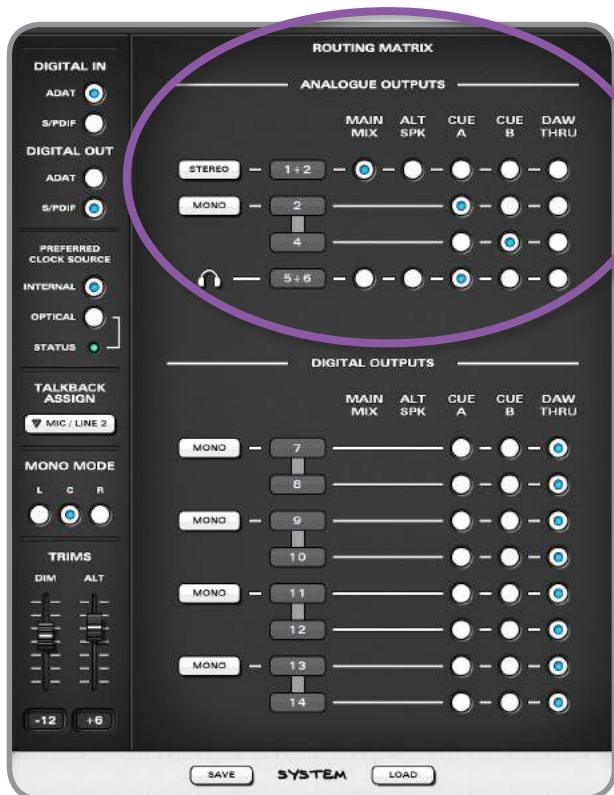 DIGITAL IN
ADAT
S/PDIF
DIGITAL OUT
ADAT
S/PDIF
PREFERRED
CLOCK SOURCE
INTERNAL
OPTICAL
STATUS
TALKBACK
ASSIGN
▼ MIC / LINE 2
MONO MODE
L C R
TRIMS
DIM ALT
-12 +6
ROUTING MATRIX
ANALOGUE OUTPUTS
MAIN MIX ALT SPK CUE A CUE B DAW THRU
STEREO 1+2
MONO 2
4
5+6
DIGITAL OUTPUTS
MAIN MIX ALT SPK CUE A CUE B DAW THRU
MONO 7
8
MONO 9
10
MONO 11
12
MONO 13
14
SAVE SYSTEM LOAD